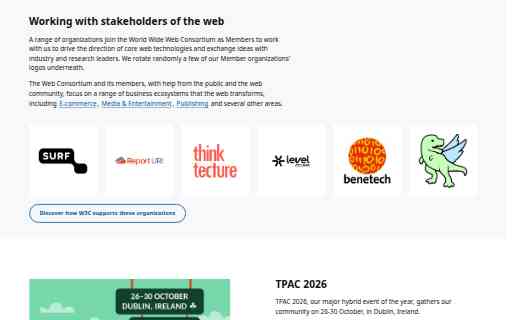 Working with stakeholders of the web
A range of organizations join the World Wide Web Consortium as Members to work
with us to drive the direction of core web technologies and exchange ideas with
industry and research leaders. We rotate randomly a few of our Member organizations'
logos underneath.
The Web Consortium and its members, with help from the public and the web
community, focus on a range of business ecosystems that the web transforms,
including E-commerce, Media & Entertainment, Publishing and several other areas.
SURF
Report URI
think
tecture
level
benetech
Discover how W3C supports these organizations
26-30 OCTOBER
DUBLIN, IRELAND
TPAC 2026
TPAC 2026, our major hybrid event of the year, gathers our
community on 26-30 October, in Dublin, Ireland.